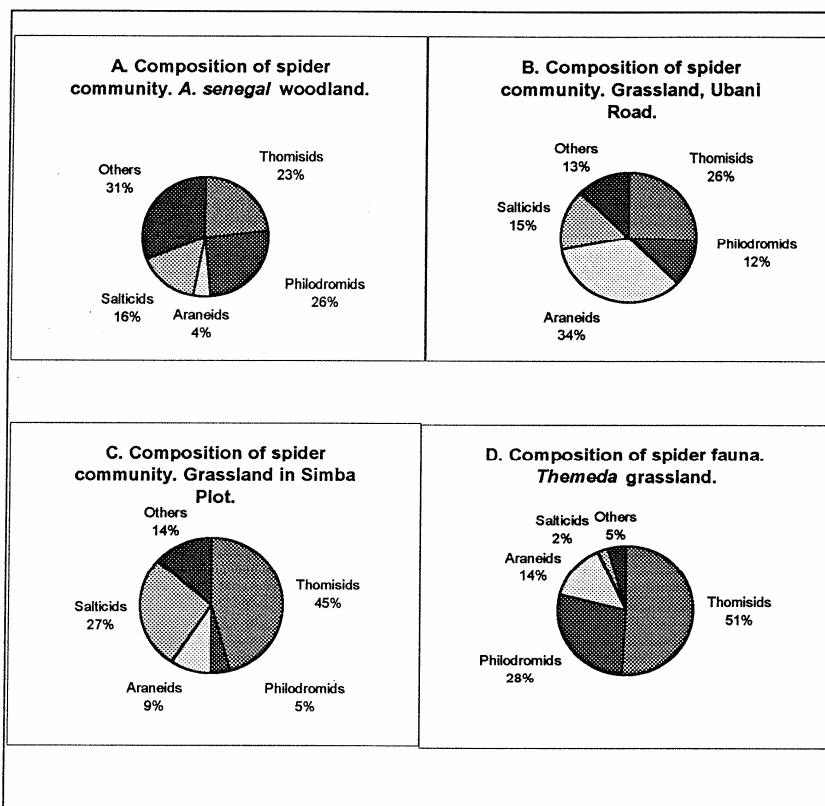 A. Composition of spider
community. A. senegal woodland.
Others
31%
Thomisids
23%
Philodromids
26%
Araneids
4%
Salticids
16%
B. Composition of spider
community. Grassland, Ubani
Road.
Others
13%
Thomisids
26%
Salticids
15%
Philodromids
12%
Araneids
34%
C. Composition of spider
community. Grassland in Simba
Plot.
Others
14%
Thomisids
45%
Salticids
27%
Araneids
9%
Philodromids
5%
D. Composition of spider fauna.
Themeda grassland.
Salticids
2%
Others
5%
Araneids
14%
Thomisids
51%
Philodromids
28%